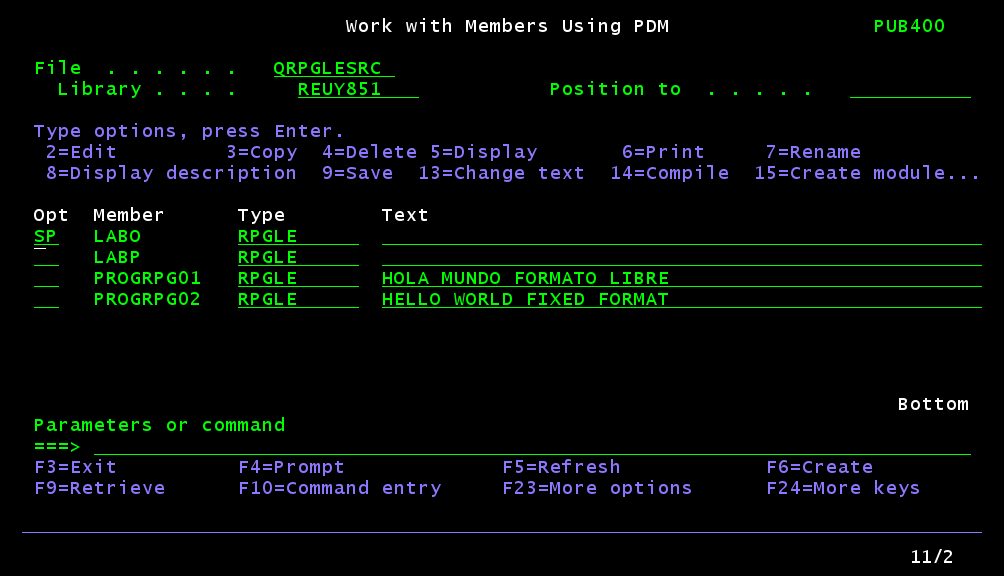 Work with Members Using PDM PUB400
File . . . . . . QRPGLESRC
Library . . . . REUY851 Position to . . . . .
Type options, press Enter.
2=Edit 3=Copy 4=Delete 5=Display 6=Print 7=Rename
8=Display description 9=Save 13=Change text 14=Compile 15=Create module...
Opt Member Type Text
SP LABO RPGLE
LABP RPGLE
PROGRPG01 RPGLE HOLA MUNDO FORMATO LIBRE
PROGRPG02 RPGLE HELLO WORLD FIXED FORMAT
Bottom
Parameters or command
===>
F3=Exit F4=Prompt F5=Refresh F6=Create
F9=Retrieve F10=Command entry F23=More options F24=More keys
11/2